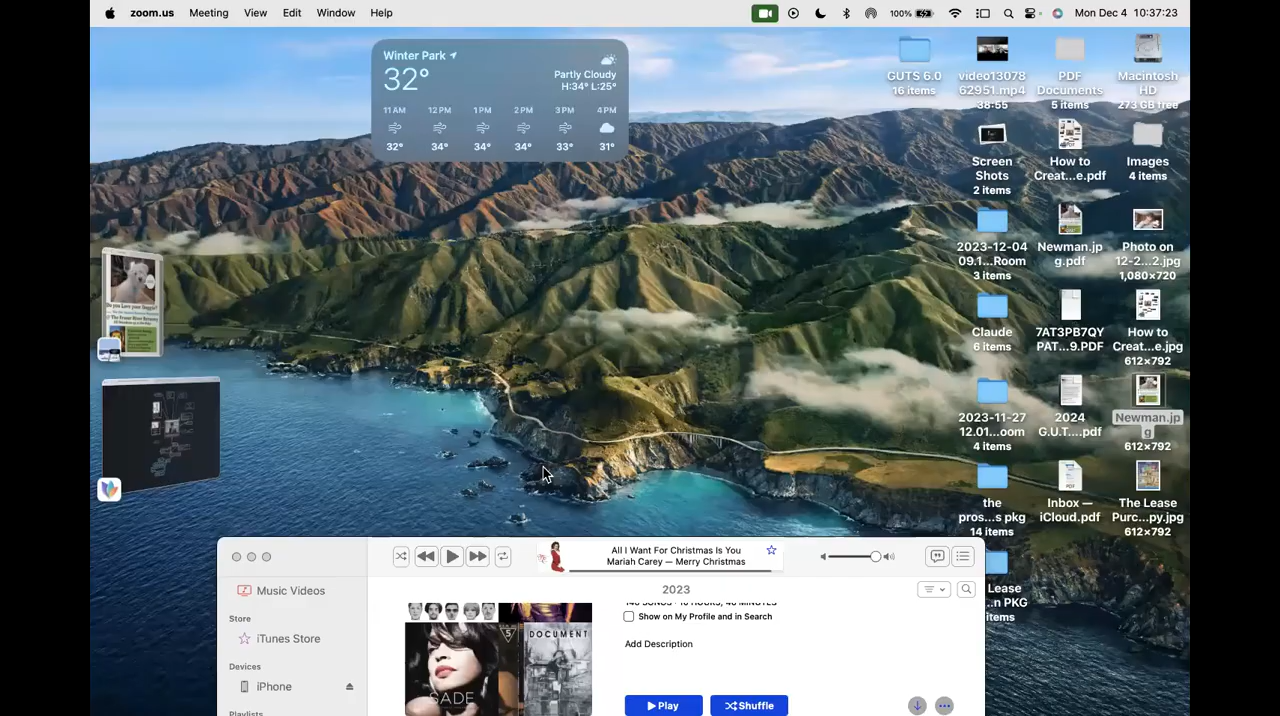 zoom.us Meeting View Edit Window Help
100% Mon Dec 4 10:37:23
Winter Park
32°
Partly Cloudy
H:34° L:25°
11 AM 12 PM 1 PM 2 PM 3 PM 4 PM
32° 34° 34° 34° 33° 31°
GUTS 6.0
16 items
video13078
62951.mp4
38:55
PDF
Documents
5 items
Macintosh
HD
273 GB free
Screen
Shots
2 items
How to
Creat...e.pdf
Images
4 items
2023-12-04
09.1...Room
3 items
Newman.jp
g.pdf
Photo on
12-2...2.jpg
1,080×720
Claude
6 items
7AT3PB7QY
PAT...9.PDF
How to
Creat...e.jpg
612×792
2023-11-27
12.01...oom
4 items
2024
G.U.T....pdf
Newman.jp
g
612×792
the
pros...s pkg
14 items
Inbox —
iCloud.pdf
The Lease
Purc...py.jpg
Lease
...n PKG
items
Do you Love your Doggie?
All I Want For Christmas Is You
Mariah Carey — Merry Christmas
Music Videos
Store
iTunes Store
Devices
iPhone
Playlists
2023
Show on My Profile and in Search
Add Description
SADE
5
DOCUMENT
Play
Shuffle